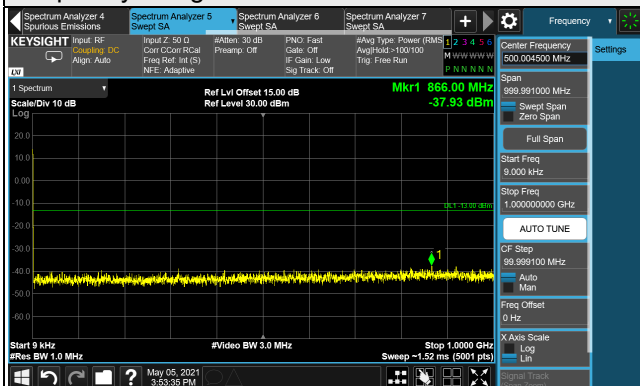 Spectrum Analyzer 4
Spurious Emissions
Spectrum Analyzer 5
Swept SA
Spectrum Analyzer 6
Swept SA
Spectrum Analyzer 7
Swept SA
Frequency
KEYSIGHT
Input: RF
Coupling: DC
Align: Auto
Input Z: 50 Ω
Corr CCorr RCal
Freq Ref: Int (S)
NFE: Adaptive
#Atten: 30 dB
Preamp: Off
PNO: Fast
Gate: Off
IF Gain: Low
Sig Track: Off
#Avg Type: Power (RMS
Avg|Hold:>100/100
Trig: Free Run
1 2 3 4 5 6
M W W W W W
P N N N N N
LXI
1 Spectrum
Scale/Div 10 dB
Log
Ref Lvl Offset 15.00 dB
Ref Level 30.00 dBm
Mkr1 866.00 MHz
-37.93 dBm
20.0
10.0
0.00
-10.0
-20.0
-30.0
-40.0
-50.0
-60.0
DL1 -13.00 dBm
1
Start 9 kHz
#Res BW 1.0 MHz
#Video BW 3.0 MHz
Stop 1.0000 GHz
Sweep ~1.52 ms (5001 pts)
May 05, 2021
3:53:35 PM
Center Frequency
500.004500 MHz
Settings
Span
999.991000 MHz
Swept Span
Zero Span
Full Span
Start Freq
9.000 kHz
Stop Freq
1.000000000 GHz
AUTO TUNE
CF Step
99.999100 MHz
Auto
Man
Freq Offset
0 Hz
X Axis Scale
Log
Lin
Signal Track